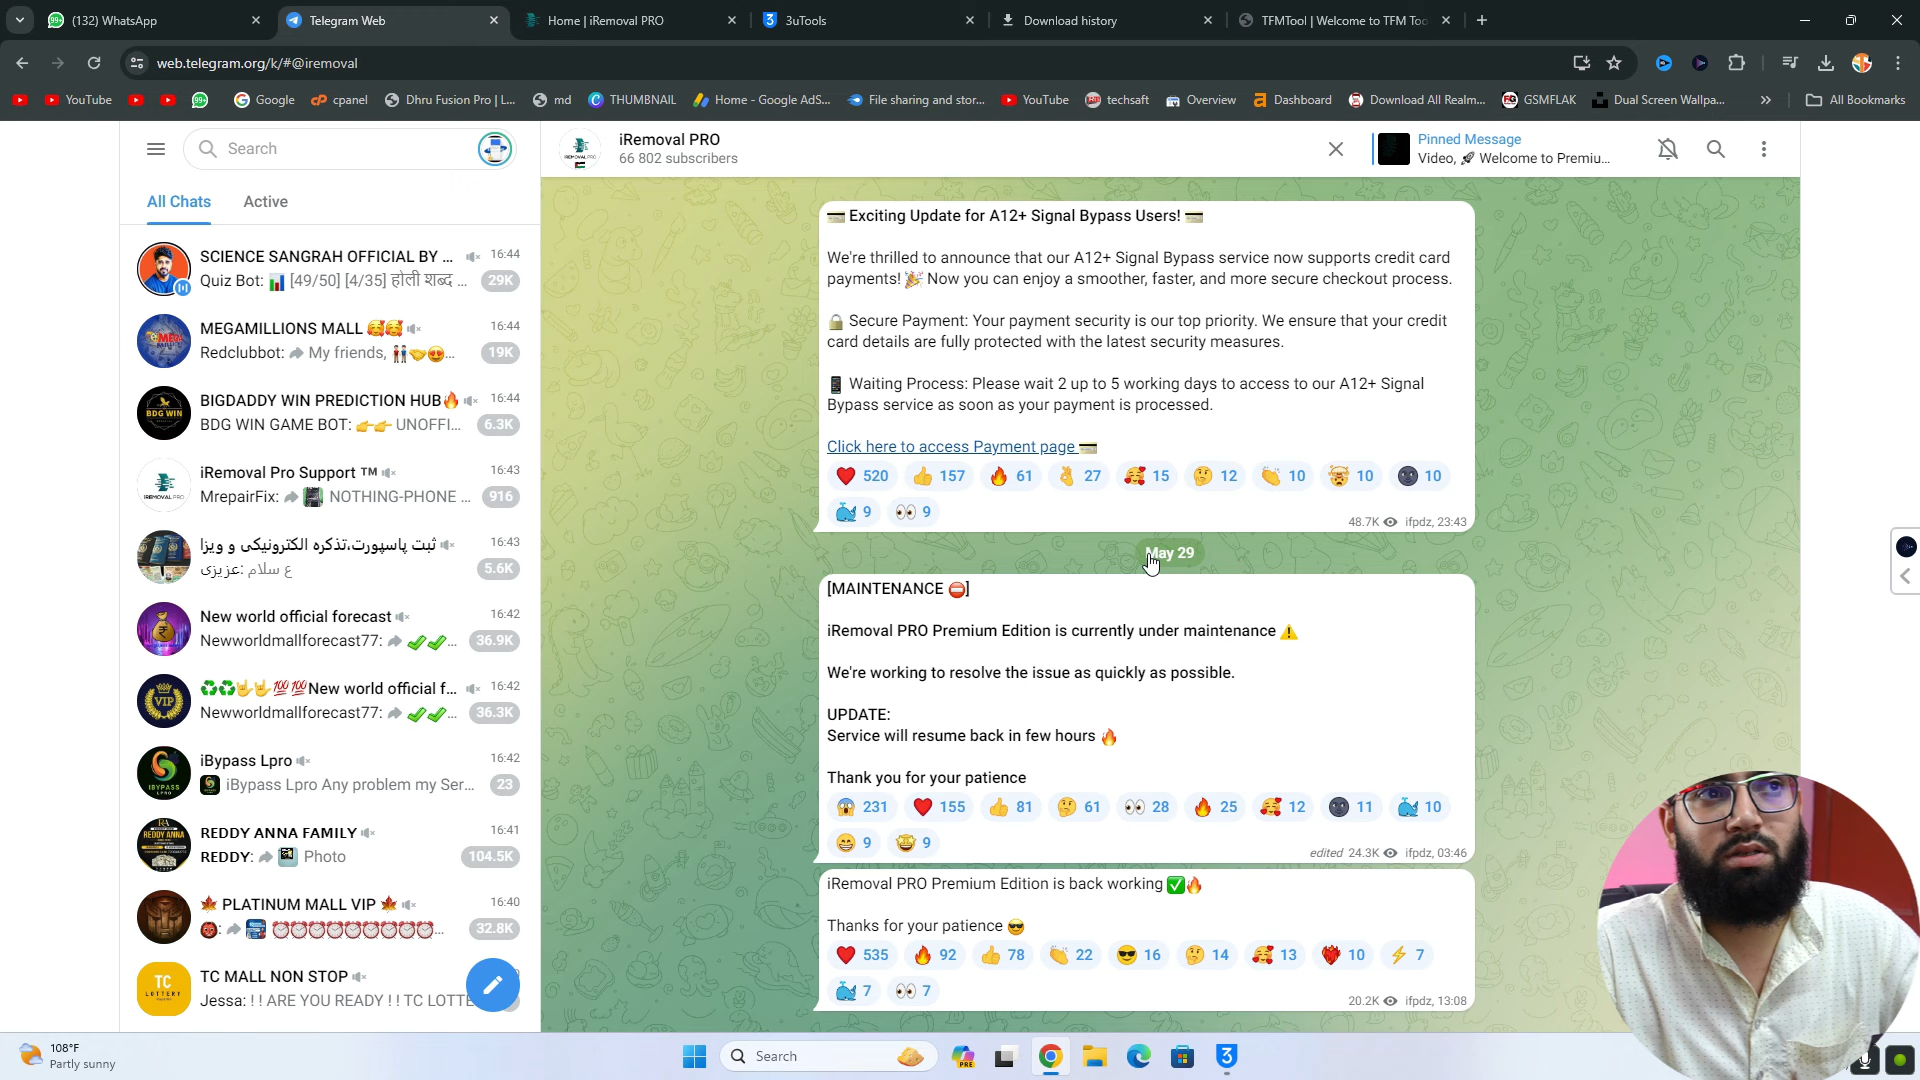 (132) WhatsApp
Telegram Web
Home | iRemoval PRO
3uTools
Download history
TFMTool | Welcome to TFM Too
web.telegram.org/k/#@iremoval
YouTube
Google
cpanel
Dhru Fusion Pro | L...
md
THUMBNAIL
Home - Google AdS...
File sharing and stor...
YouTube
techsaft
Overview
Dashboard
Download All Realm...
GSMFLAK
Dual Screen Wallpa...
All Bookmarks
Search
All Chats
Active
SCIENCE SANGRAH OFFICIAL BY ...
16:44
Quiz Bot: 📊 [49/50] [4/35] होली शब्द ...
29K
MEGAMILLIONS MALL 🥰🥰
16:44
Redclubbot: My friends, 👫🤝😍...
19K
BIGDADDY WIN PREDICTION HUB🔥
16:44
BDG WIN GAME BOT: 👉👉 UNOFFI...
6.3K
iRemoval Pro Support ™
16:43
MrepairFix: NOTHING-PHONE ...
916
ثبت پاسپورت،تذکره الکترونیکی و ویزا
16:43
ع سلام :عزیزی
5.6K
New world official forecast
16:42
Newworldmallforecast77: ✅✅...
36.9K
♻️♻️🤟🤟💯💯New world official f...
16:42
Newworldmallforecast77: ✅✅...
36.3K
iBypass Lpro
16:42
iBypass Lpro Any problem my Ser...
23
REDDY ANNA FAMILY
16:41
REDDY: Photo
104.5K
🍁 PLATINUM MALL VIP 🍁
16:40
👹: ⏰⏰⏰⏰⏰⏰⏰⏰⏰...
32.8K
TC MALL NON STOP
Jessa: ! ! ARE YOU READY ! ! TC LOTTE
iRemoval PRO
66 802 subscribers
Pinned Message
Video, 🚀 Welcome to Premiu...
💳 Exciting Update for A12+ Signal Bypass Users! 💳
We're thrilled to announce that our A12+ Signal Bypass service now supports credit card
payments! 🎉 Now you can enjoy a smoother, faster, and more secure checkout process.
🔒 Secure Payment: Your payment security is our top priority. We ensure that your credit
card details are fully protected with the latest security measures.
📱 Waiting Process: Please wait 2 up to 5 working days to access to our A12+ Signal
Bypass service as soon as your payment is processed.
Click here to access Payment page 💳
❤️ 520 👍 157 🔥 61 👌 27 🥰 15 🤔 12 👏 10 🤯 10 🌚 10
🐳 9 👀 9
48.7K ifpdz, 23:43
May 29
[MAINTENANCE ⛔]
iRemoval PRO Premium Edition is currently under maintenance ⚠️
We're working to resolve the issue as quickly as possible.
UPDATE:
Service will resume back in few hours 🔥
Thank you for your patience
😱 231 ❤️ 155 👍 81 🤔 61 👀 28 🔥 25 🥰 12 🌚 11 🐳 10
😁 9 🤩 9
edited 24.3K ifpdz, 03:46
iRemoval PRO Premium Edition is back working ✅🔥
Thanks for your patience 😎
❤️ 535 🔥 92 👍 78 👏 22 😎 16 🤔 14 🥰 13 ❤️‍🔥 10 ⚡ 7
🐳 7 👀 7
20.2K ifpdz, 13:08
108°F
Partly sunny
Search